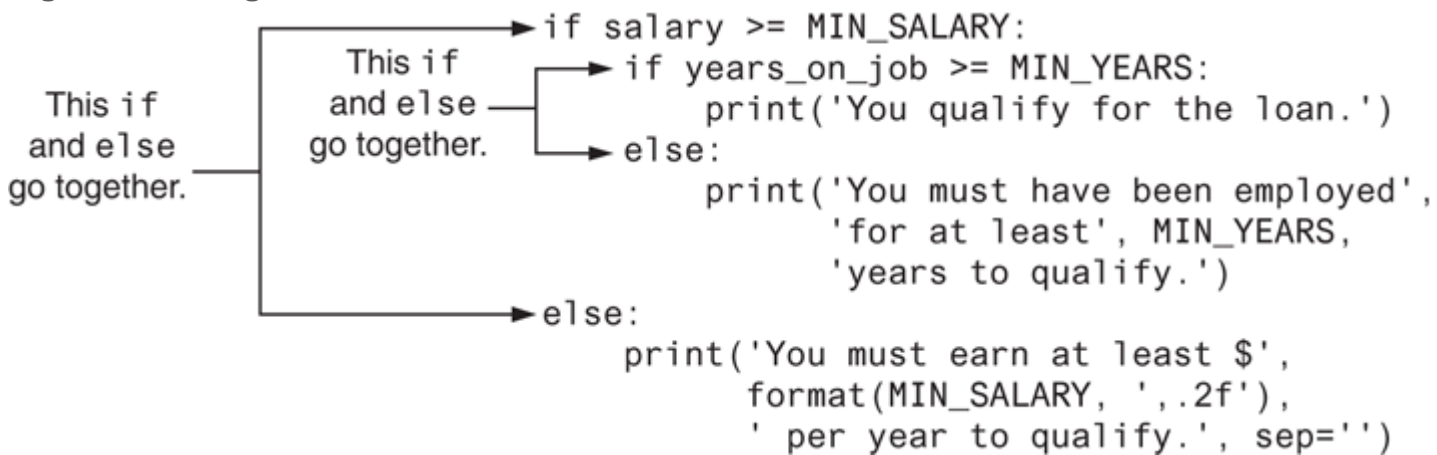 if salary >= MIN_SALARY:
This if
and else
go together.
if years_on_job >= MIN_YEARS:
print('You qualify for the loan.')
This if
and else
go together.
else:
print('You must have been employed',
'for at least', MIN_YEARS,
'years to qualify.')
else:
print('You must earn at least $',
format(MIN_SALARY, ',.2f'),
' per year to qualify.', sep='')